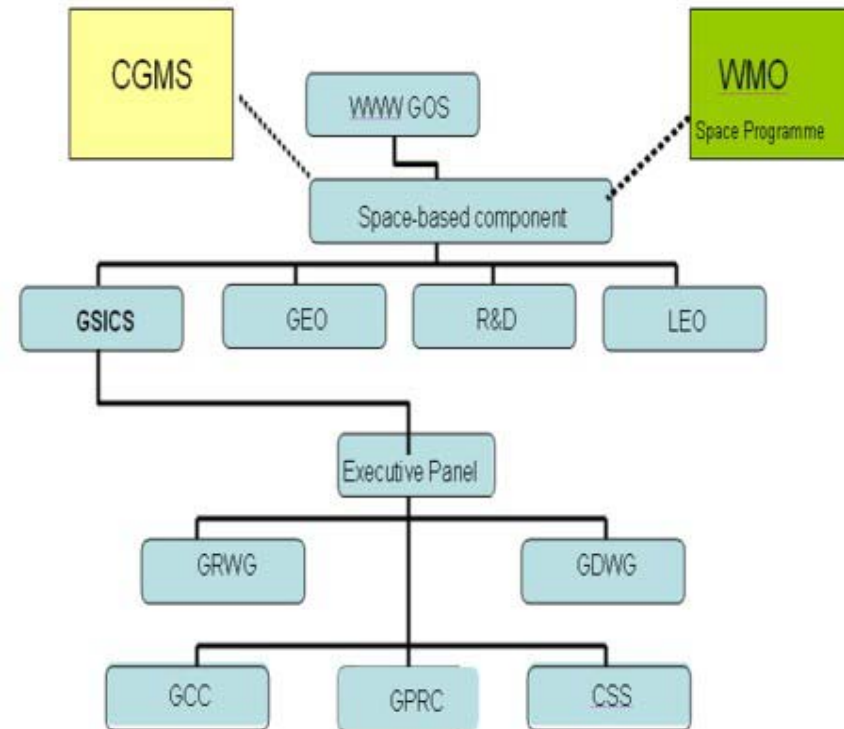 CGMS
WWW GOS
WMO
Space Programme
Space-based component
GSICS
GEO
R&D
LEO
Executive Panel
GRWG
GDWG
GCC
GPRC
CSS